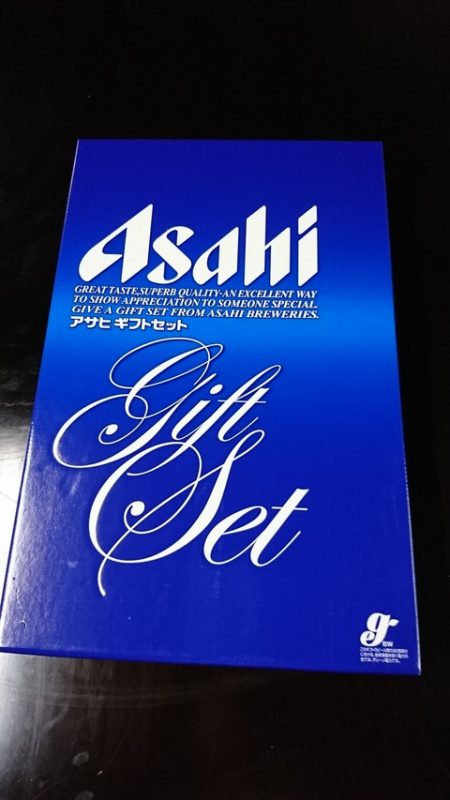 Asahi
GREAT TASTE,SUPERB QUALITY-AN EXCELLENT WAY
TO SHOW APPRECIATION TO SOMEONE SPECIAL.
GIVE A GIFT SET FROM ASAHI BREWERIES.
アサヒ ギフトセット
Gift
Set
g